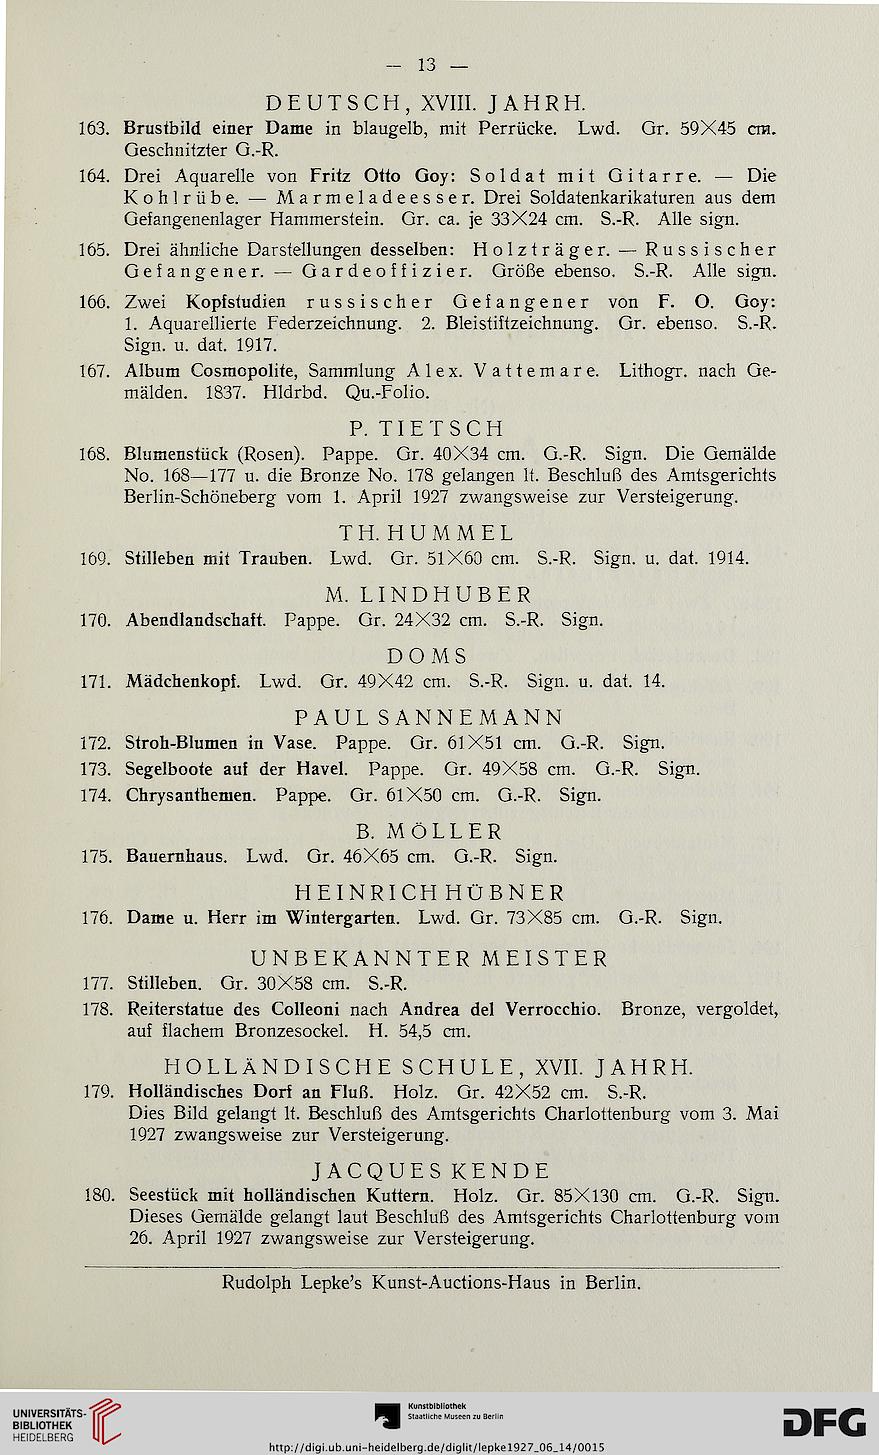 — 13 —
DEUTSCH, XVIII. JAHRH.
163. Brustbild einer Dame in blaugelb, mit Perrücke. Lwd. Gr. 59X45 cm.
Geschnitzter G.-R.
164. Drei Aquarelle von Fritz Otto Goy: Soldat mit Gitarre. — Die
Kohlrübe. — Marmeladeesser. Drei Soldatenkarikaturen aus dem
Gefangenenlager Hammerstein. Gr. ca. je 33X24 cm. S.-R. Alle sign.
165. Drei ähnliche Darstellungen desselben: Holzträger. — Russischer
Gefangener. — Gardeoffizier. Größe ebenso. S.-R. Alle sign.
166. Zwei Kopfstudien russischer Gefangener von F. O. Goy:
1. Aquarellierte Federzeichnung. 2. Bleistiftzeichnung. Gr. ebenso. S.-R.
Sign. u. dat. 1917.
167. Album Cosmopolite, Sammlung Alex. Vattemare. Lithogr. nach Ge-
mälden. 1837. Hldrbd. Qu.-Folio.
P. TIETSCH
168. Blumenstück (Rosen). Pappe. Gr. 40X34 cm. G.-R. Sign. Die Gemälde
No. 168—177 u. die Bronze No. 178 gelangen lt. Beschluß des Amtsgerichts
Berlin-Schöneberg vom 1. April 1927 zwangsweise zur Versteigerung.
TH. HUMMEL
169. Stilleben mit Trauben. Lwd. Gr. 51X60 cm. S.-R. Sign. u. dat. 1914.
M. LINDHUBER
170. Abendlandschaft. Pappe. Gr. 24X32 cm. S.-R. Sign.
DOMS
171. Mädchenkopf. Lwd. Gr. 49X42 cm. S.-R. Sign. u. dat. 14.
PAUL SANNEMANN
172. Stroh-Blumen in Vase. Pappe. Gr. 61X51 cm. G.-R. Sign.
173. Segelboote auf der Havel. Pappe. Gr. 49X58 cm. G.-R. Sign.
174. Chrysanthemen. Pappe. Gr. 61X50 cm. G.-R. Sign.
B. MÖLLER
175. Bauernhaus. Lwd. Gr. 46X65 cm. G.-R. Sign.
HEINRICH HÜBNER
176. Dame u. Herr im Wintergarten. Lwd. Gr. 73X85 cm. G.-R. Sign.
UNBEKANNTER MEISTER
177. Stilleben. Gr. 30X58 cm. S.-R.
178. Reiterstatue des Colleoni nach Andrea del Verrocchio. Bronze, vergoldet,
auf flachem Bronzesockel. H. 54,5 cm.
HOLLÄNDISCHE SCHULE, XVII. JAHRH.
179. Holländisches Dorf an Fluß. Holz. Gr. 42X52 cm. S.-R.
Dies Bild gelangt lt. Beschluß des Amtsgerichts Charlottenburg vom 3. Mai
1927 zwangsweise zur Versteigerung.
JACQUES KENDE
180. Seestück mit holländischen Kuttern. Holz. Gr. 85X130 cm. G.-R. Sign.
Dieses Gemälde gelangt laut Beschluß des Amtsgerichts Charlottenburg vom
26. April 1927 zwangsweise zur Versteigerung.
Rudolph Lepke's Kunst-Auctions-Haus in Berlin.
UNIVERSITÄTS-
BIBLIOTHEK
HEIDELBERG
Kunstbibliothek
Staatliche Museen zu Berlin
DFG
http://digi.ub.uni-heidelberg.de/diglit/lepke1927_06_14/0015